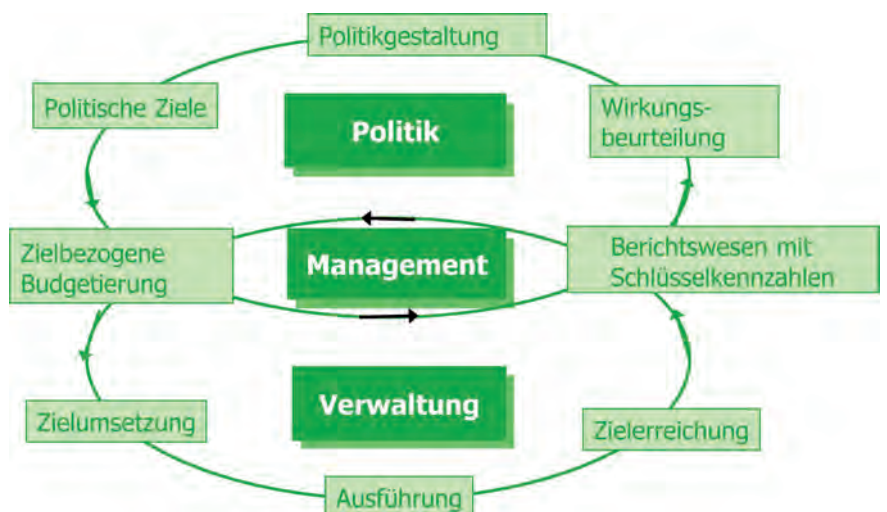 Politikgestaltung
Politische Ziele
Politik
Wirkungs-
beurteilung
Zielbezogene
Budgetierung
Management
Berichtswesen mit
Schlüsselkennzahlen
Verwaltung
Zielumsetzung
Zielerreichung
Ausführung